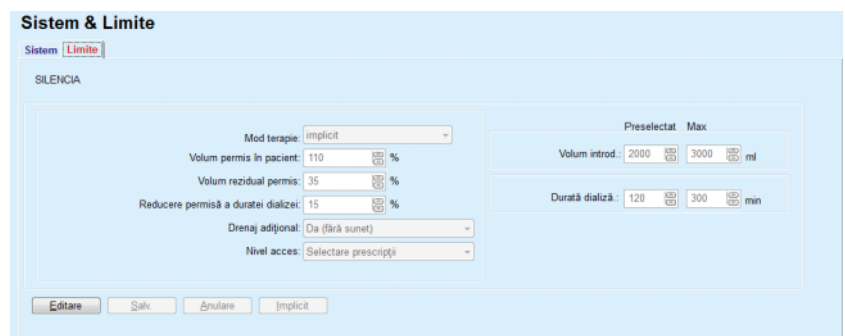 Sistem & Limite
Sistem Limite
SILENCIA
Preselectat Max
Mod terapie: implicit
Volum permis în pacient: 110 %
Volum introd.: 2000 3000 ml
Volum rezidual permis: 35 %
Reducere permisă a duratei dializei: 15 %
Durată dializă.: 120 300 min
Drenaj adiţional: Da (fără sunet)
Nivel acces: Selectare prescripţii
Editare Salv. Anulare Implicit